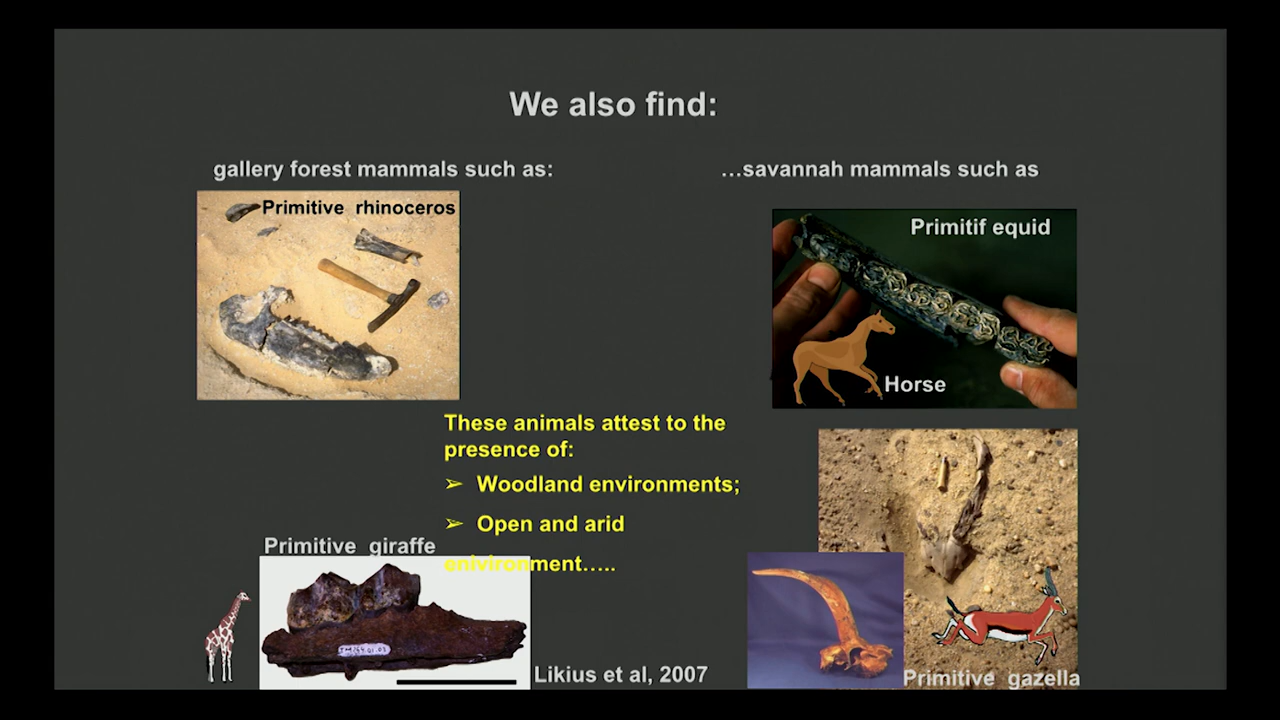 We also find:
gallery forest mammals such as:
…savannah mammals such as
Primitive rhinoceros
Primitif equid
Horse
These animals attest to the
presence of:
➢ Woodland environments;
➢ Open and arid
enivironment…..
Primitive giraffe
Likius et al, 2007
Primitive gazella